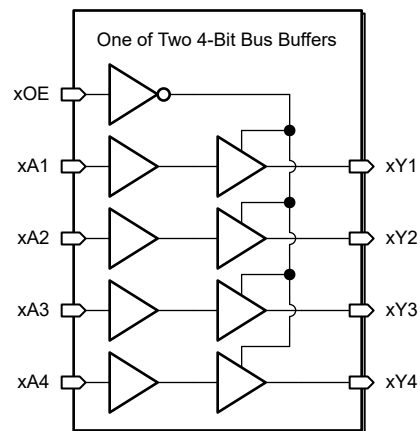 One of Two 4-Bit Bus Buffers
xOE
xA1
xY1
xA2
xY2
xA3
xY3
xA4
xY4